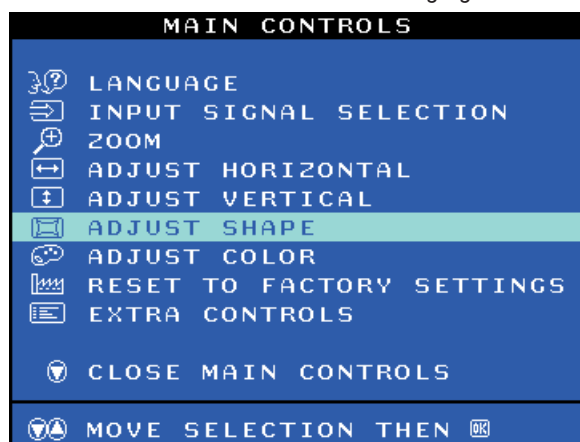 MAIN CONTROLS
LANGUAGE
INPUT SIGNAL SELECTION
ZOOM
ADJUST HORIZONTAL
ADJUST VERTICAL
ADJUST SHAPE
ADJUST COLOR
RESET TO FACTORY SETTINGS
EXTRA CONTROLS
CLOSE MAIN CONTROLS
MOVE SELECTION THEN OK